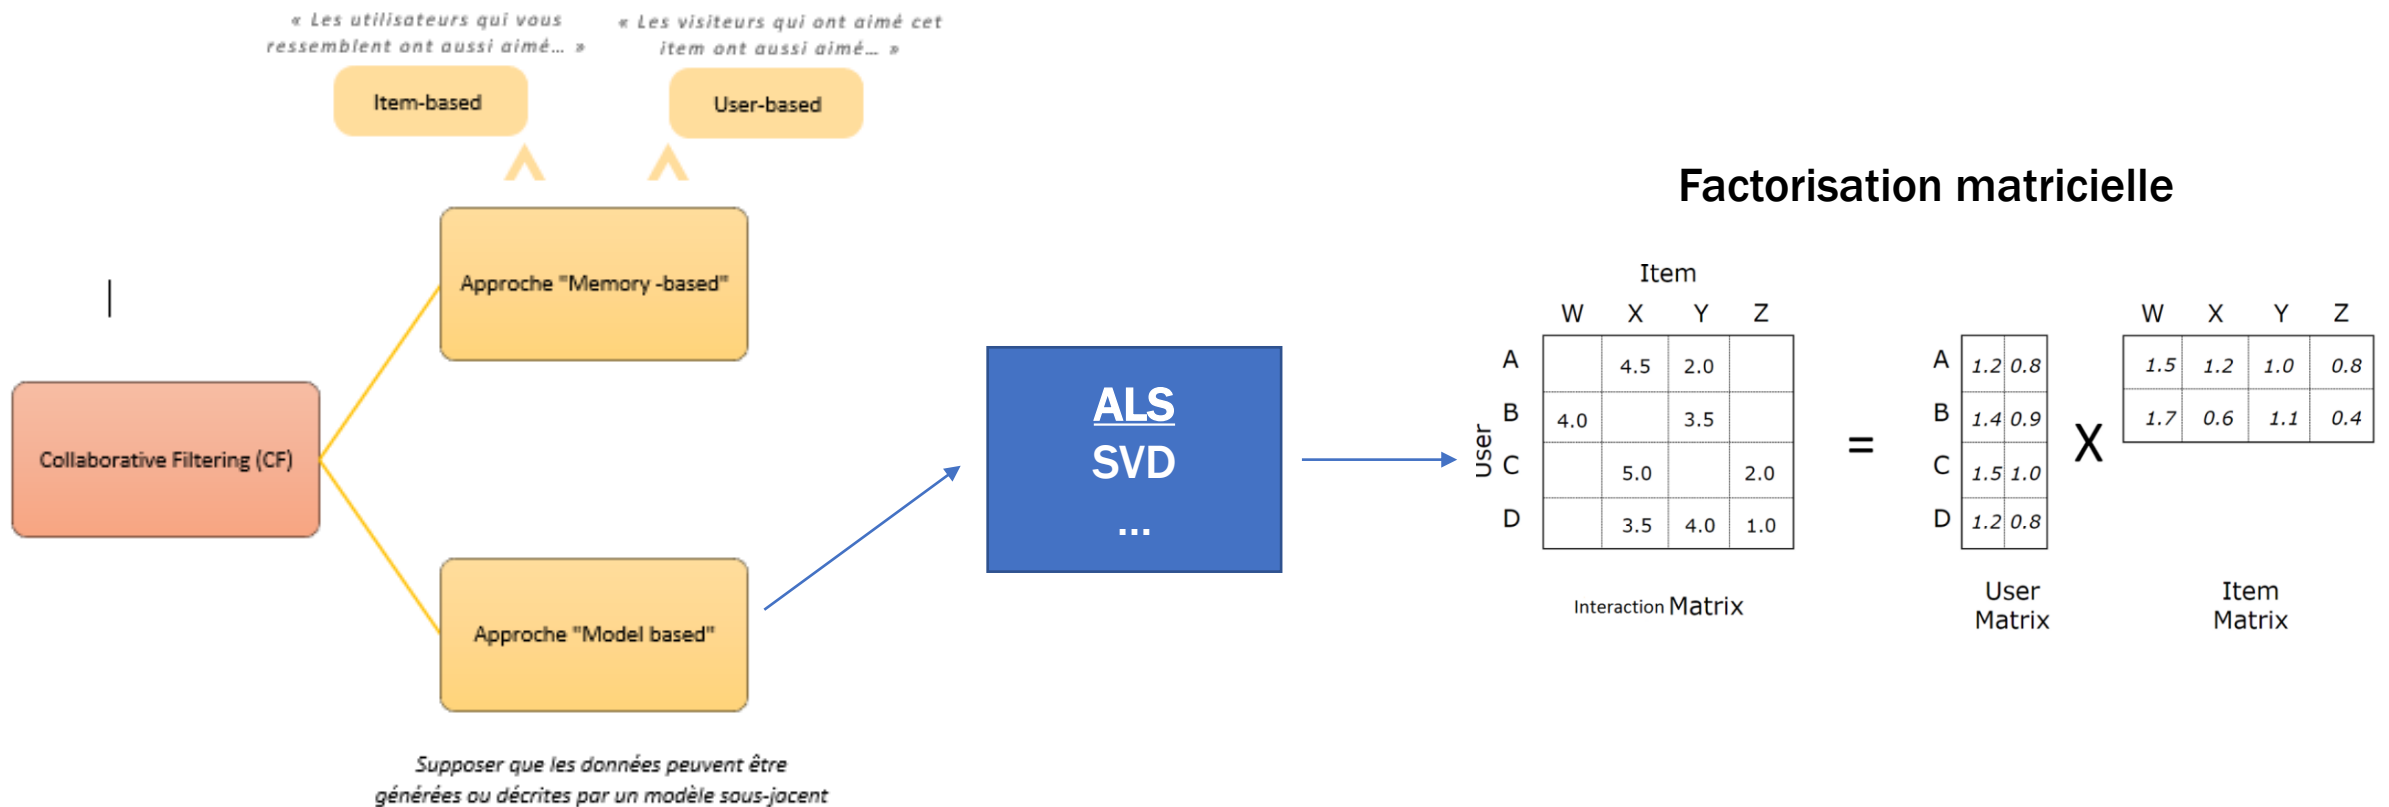 « Les utilisateurs qui vous
ressemblent ont aussi aimé... »
« Les visiteurs qui ont aimé cet
item ont aussi aimé... »
Item-based
User-based
Approche "Memory -based"
Collaborative Filtering (CF)
Approche "Model based"
Supposer que les données peuvent être
générées ou décrites par un modèle sous-jacent
ALS
SVD
...
Factorisation matricielle
Item
W X Y Z
User
A 4.5 2.0
B 4.0 3.5
C 5.0 2.0
D 3.5 4.0 1.0
Interaction Matrix
=
A 1.2 0.8
B 1.4 0.9
C 1.5 1.0
D 1.2 0.8
User
Matrix
X
W X Y Z
1.5 1.2 1.0 0.8
1.7 0.6 1.1 0.4
Item
Matrix